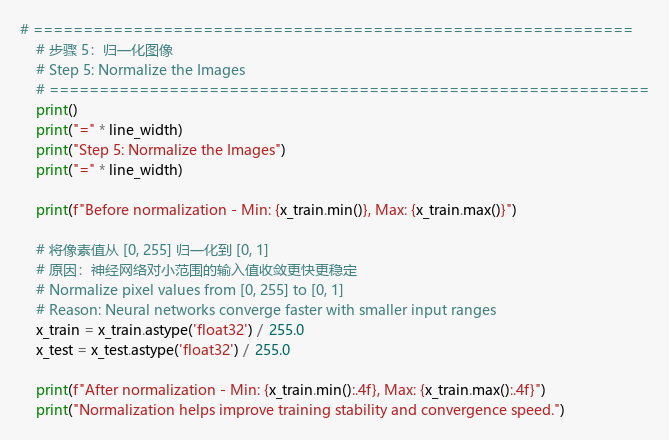 # ============================================================
# 步骤 5：归一化图像
# Step 5: Normalize the Images
# ============================================================
print()
print("=" * line_width)
print("Step 5: Normalize the Images")
print("=" * line_width)
print(f"Before normalization - Min: {x_train.min()}, Max: {x_train.max()}")
# 将像素值从 [0, 255] 归一化到 [0, 1]
# 原因：神经网络对小范围的输入值收敛更快更稳定
# Normalize pixel values from [0, 255] to [0, 1]
# Reason: Neural networks converge faster with smaller input ranges
x_train = x_train.astype('float32') / 255.0
x_test = x_test.astype('float32') / 255.0
print(f"After normalization - Min: {x_train.min():.4f}, Max: {x_train.max():.4f}")
print("Normalization helps improve training stability and convergence speed.")